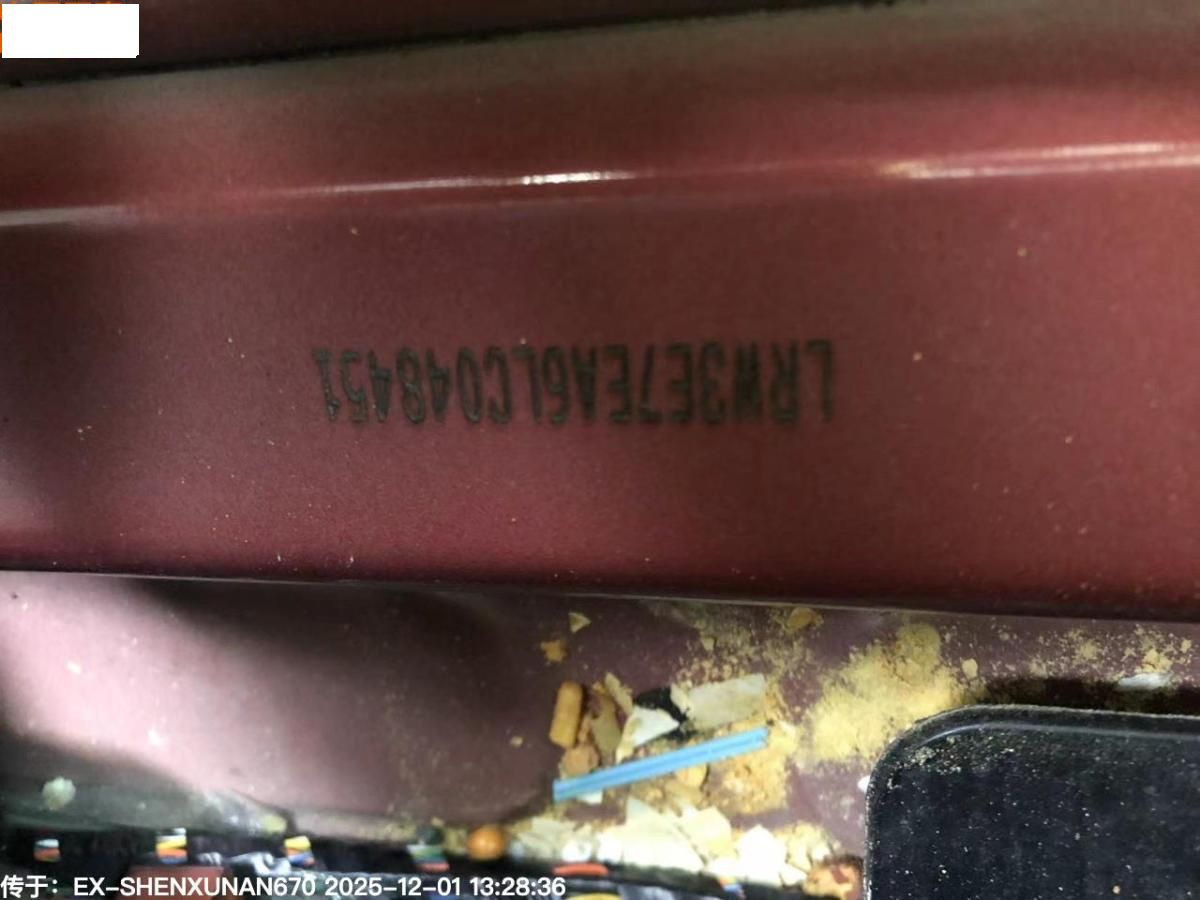 LRW3E7EA6LC048451
传于：EX-SHENXUNAN670 2025-12-01 13:28:36